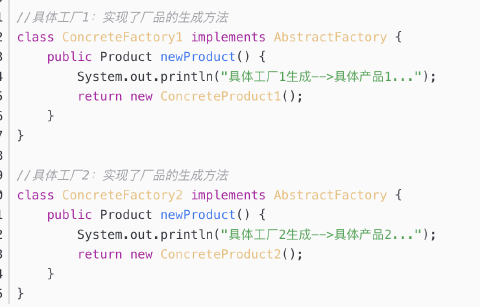 1 //具体工厂1：实现了厂品的生成方法
2 class ConcreteFactory1 implements AbstractFactory {
3 public Product newProduct() {
4 System.out.println("具体工厂1生成-->具体产品1...");
5 return new ConcreteProduct1();
6 }
7 }
8
9 //具体工厂2：实现了厂品的生成方法
0 class ConcreteFactory2 implements AbstractFactory {
1 public Product newProduct() {
2 System.out.println("具体工厂2生成-->具体产品2...");
3 return new ConcreteProduct2();
4 }
5 }